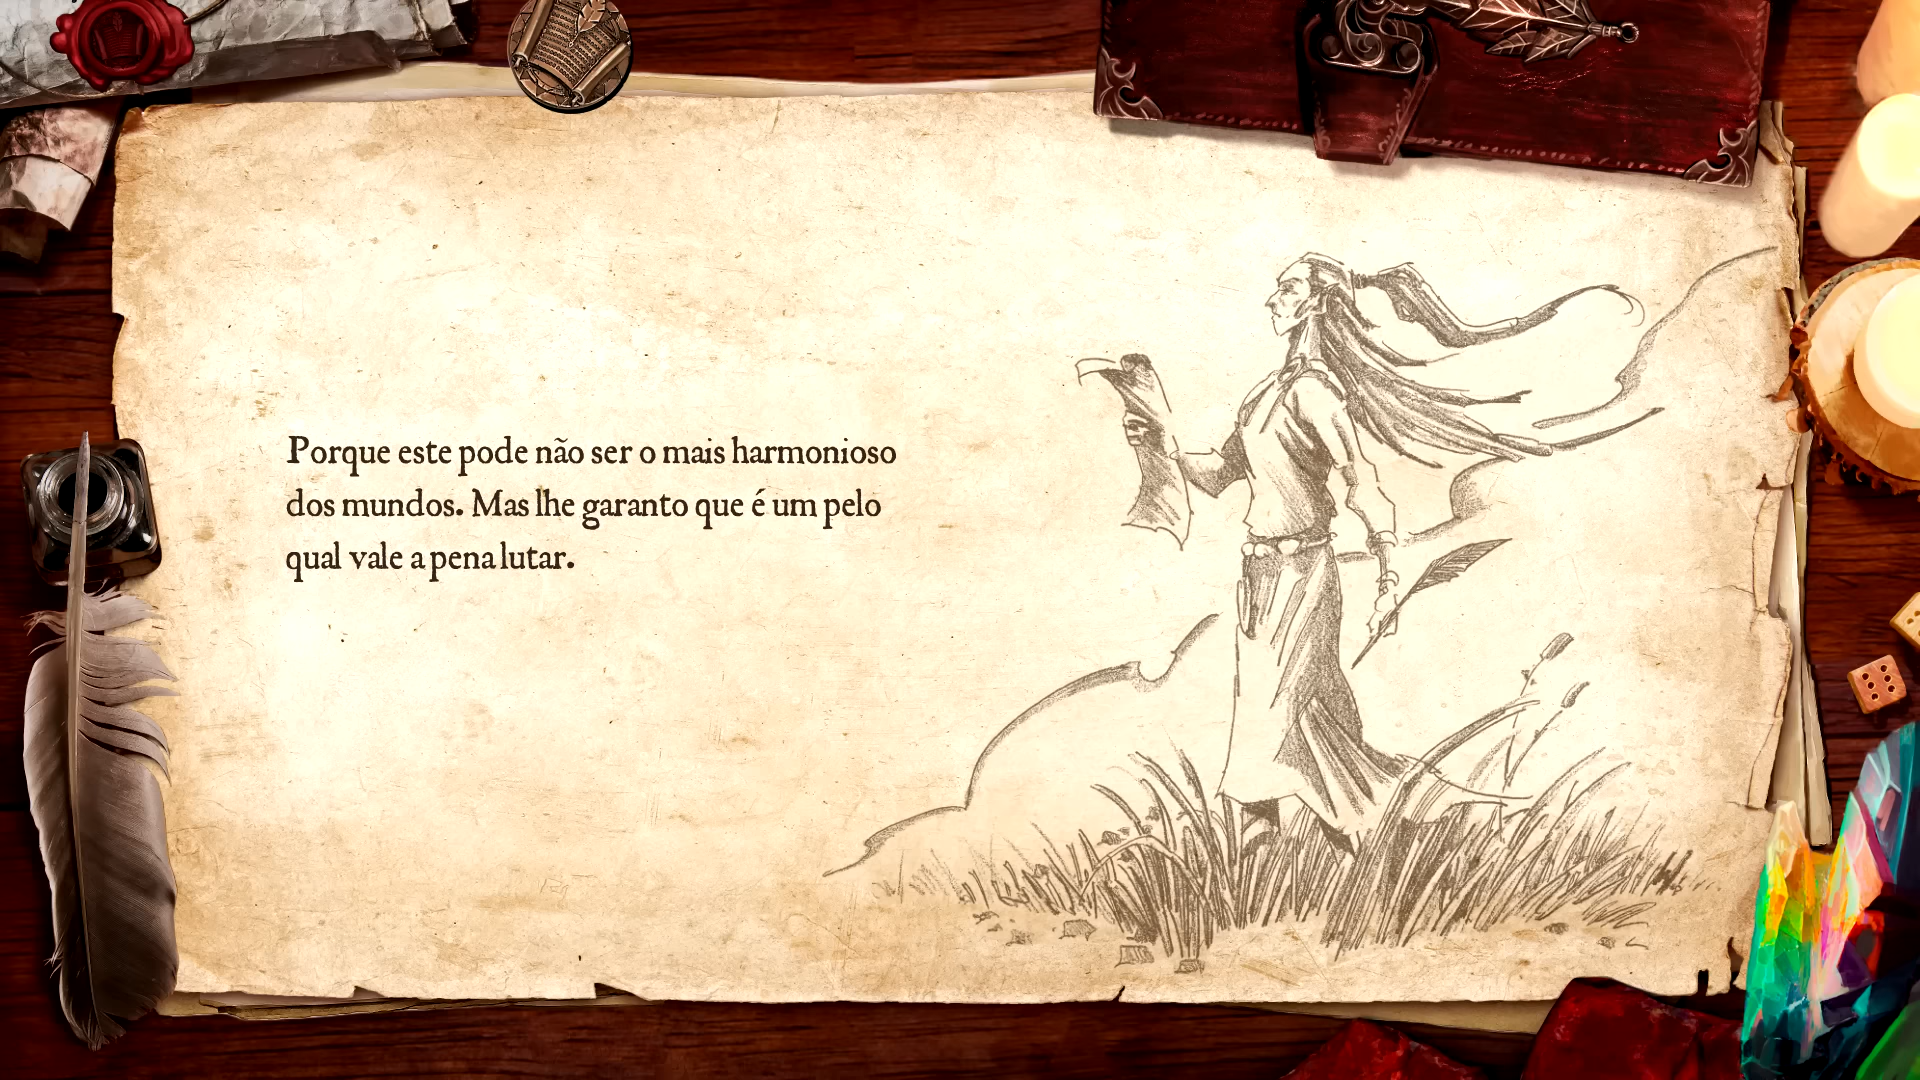 Porque este pode não ser o mais harmonioso
dos mundos. Mas lhe garanto que é um pelo
qual vale a pena lutar.